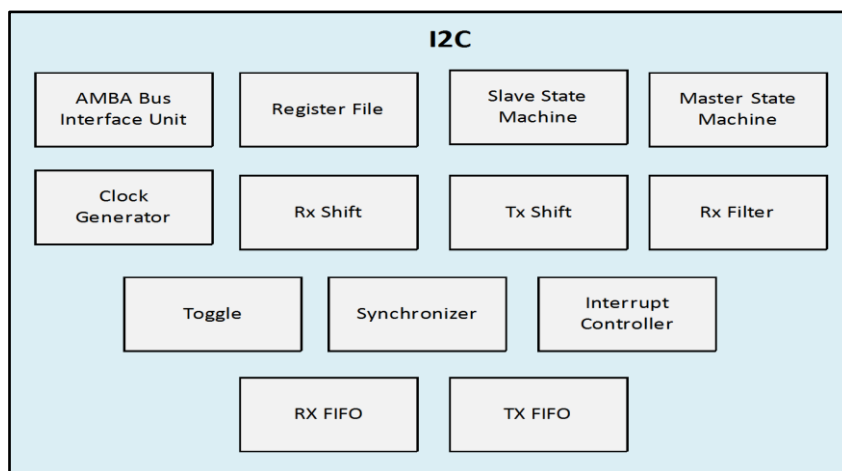 I2C
AMBA Bus
Interface Unit
Register File
Slave State
Machine
Master State
Machine
Clock
Generator
Rx Shift
Tx Shift
Rx Filter
Toggle
Synchronizer
Interrupt
Controller
RX FIFO
TX FIFO